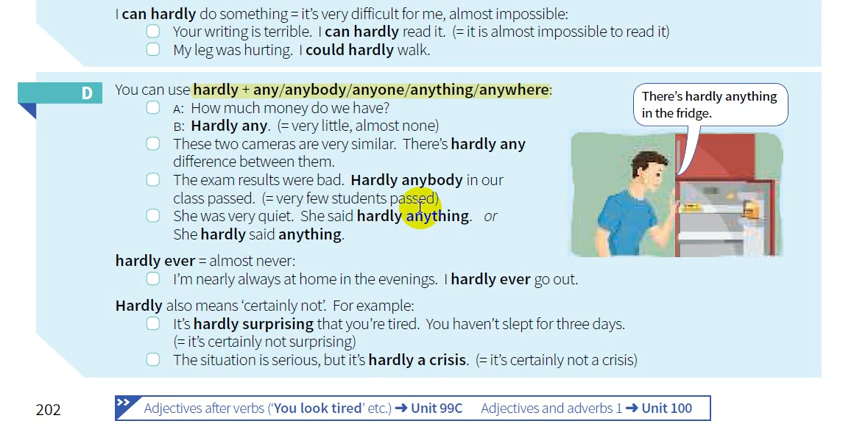 I can hardly do something = it's very difficult for me, almost impossible:
Your writing is terrible. I can hardly read it. (= it is almost impossible to read it)
My leg was hurting. I could hardly walk.
D
You can use hardly + any/anybody/anyone/anything/anywhere:
A: How much money do we have?
B: Hardly any. (= very little, almost none)
These two cameras are very similar. There's hardly any
difference between them.
The exam results were bad. Hardly anybody in our
class passed. (= very few students passed)
She was very quiet. She said hardly anything. or
She hardly said anything.
There's hardly anything
in the fridge.
hardly ever = almost never:
I'm nearly always at home in the evenings. I hardly ever go out.
Hardly also means 'certainly not'. For example:
It's hardly surprising that you're tired. You haven't slept for three days.
(= it's certainly not surprising)
The situation is serious, but it's hardly a crisis. (= it's certainly not a crisis)
202
Adjectives after verbs ('You look tired' etc.) ➜ Unit 99C Adjectives and adverbs 1 ➜ Unit 100